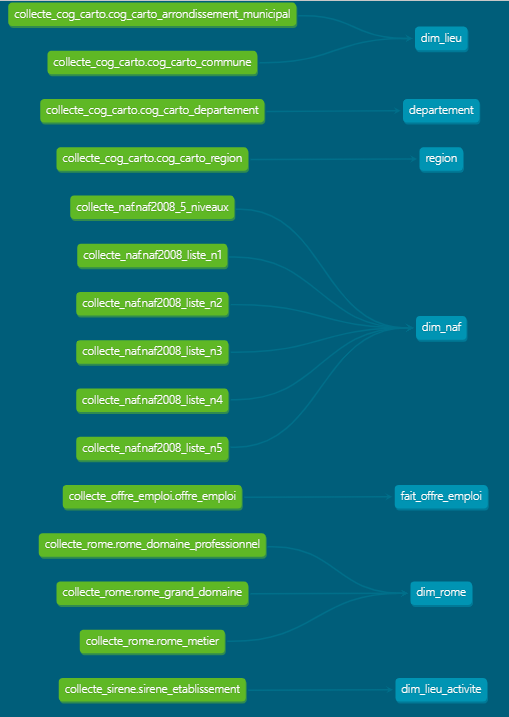 collecte_cog_carto.cog_carto_arrondissement_municipal
dim_lieu
collecte_cog_carto.cog_carto_commune
collecte_cog_carto.cog_carto_departement
departement
collecte_cog_carto.cog_carto_region
region
collecte_naf.naf2008_5_niveaux
collecte_naf.naf2008_liste_n1
collecte_naf.naf2008_liste_n2
dim_naf
collecte_naf.naf2008_liste_n3
collecte_naf.naf2008_liste_n4
collecte_naf.naf2008_liste_n5
collecte_offre_emploi.offre_emploi
fait_offre_emploi
collecte_rome.rome_domaine_professionnel
collecte_rome.rome_grand_domaine
dim_rome
collecte_rome.rome_metier
collecte_sirene.sirene_etablissement
dim_lieu_activite